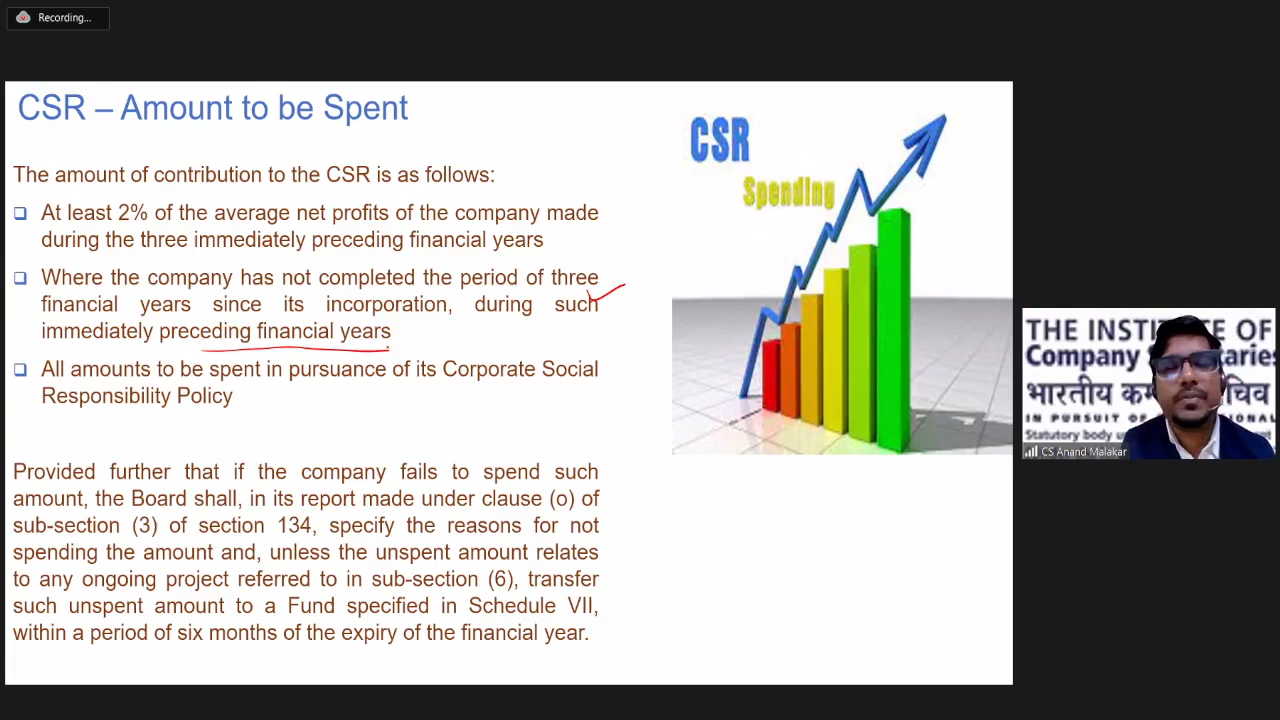 Recording...
CSR – Amount to be Spent
The amount of contribution to the CSR is as follows:
At least 2% of the average net profits of the company made
during the three immediately preceding financial years
Where the company has not completed the period of three
financial years since its incorporation, during such
immediately preceding financial years
All amounts to be spent in pursuance of its Corporate Social
Responsibility Policy
Provided further that if the company fails to spend such
amount, the Board shall, in its report made under clause (o) of
sub-section (3) of section 134, specify the reasons for not
spending the amount and, unless the unspent amount relates
to any ongoing project referred to in sub-section (6), transfer
such unspent amount to a Fund specified in Schedule VII,
within a period of six months of the expiry of the financial year.
CSR
Spending
THE INSTIT E OF
Company S taries
भारतीय चिव
IN PURSUIT OF IONAL
Statutory body
CS Anand Malakar